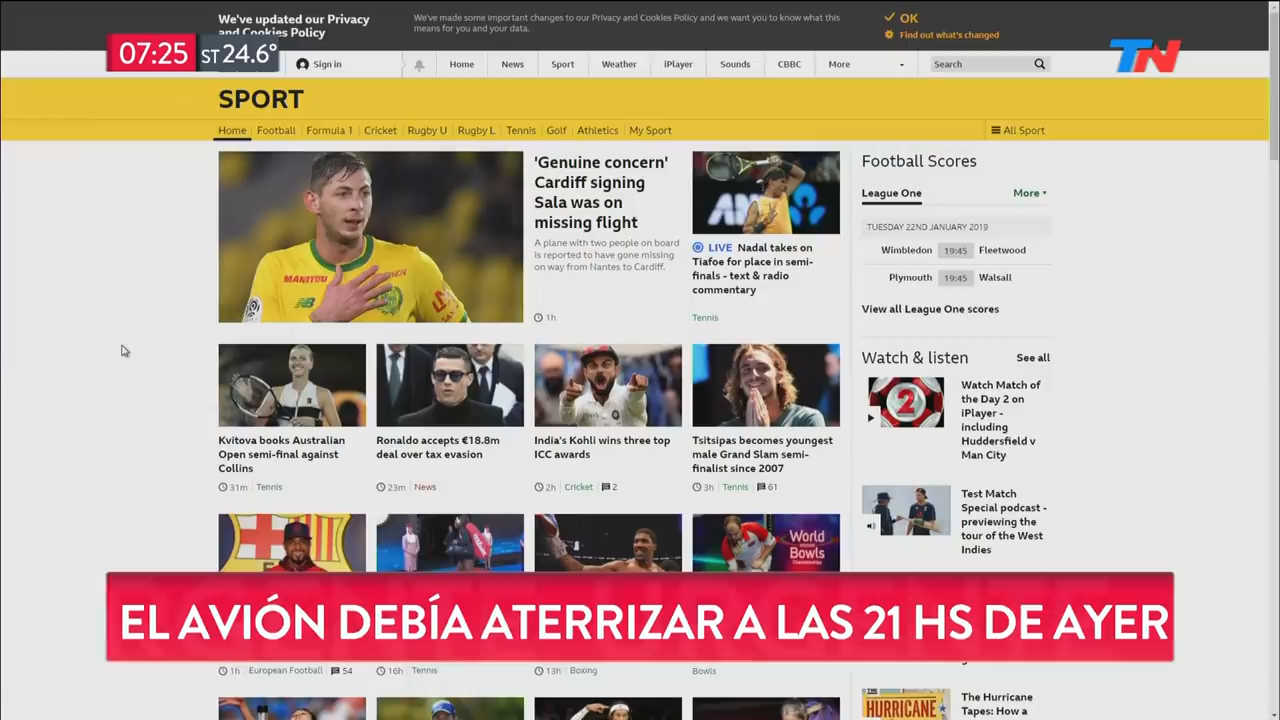 We've updated our Privacy
and Cookies Policy
We've made some important changes to our Privacy and Cookies Policy and we want you to know what this
means for you and your data.
OK
Find out what's changed
07:25
ST 24.6°
TN
Sign in
Home
News
Sport
Weather
iPlayer
Sounds
CBBC
More
Search
SPORT
Home
Football
Formula 1
Cricket
Rugby U
Rugby L
Tennis
Golf
Athletics
My Sport
All Sport
MANITOU
'Genuine concern'
Cardiff signing
Sala was on
missing flight
A plane with two people on board
is reported to have gone missing
on way from Nantes to Cardiff.
1h
LIVE Nadal takes on
Tiafoe for place in semi-
finals - text & radio
commentary
Tennis
Football Scores
League One
More
TUESDAY 22ND JANUARY 2019
Wimbledon 19:45 Fleetwood
Plymouth 19:45 Walsall
View all League One scores
Watch & listen
See all
2
Watch Match of
the Day 2 on
iPlayer -
including
Huddersfield v
Man City
Kvitova books Australian
Open semi-final against
Collins
31m
Tennis
Ronaldo accepts €18.8m
deal over tax evasion
23m
News
India's Kohli wins three top
ICC awards
2h
Cricket
2
Tsitsipas becomes youngest
male Grand Slam semi-
finalist since 2007
3h
Tennis
61
Test Match
Special podcast -
previewing the
tour of the West
Indies
World
Bowls
EL AVIÓN DEBÍA ATERRIZAR A LAS 21 HS DE AYER
1h
European Football
54
16h
Tennis
13h
Boxing
Bowls
THE
HURRICANE
The Hurricane
Tapes: How a